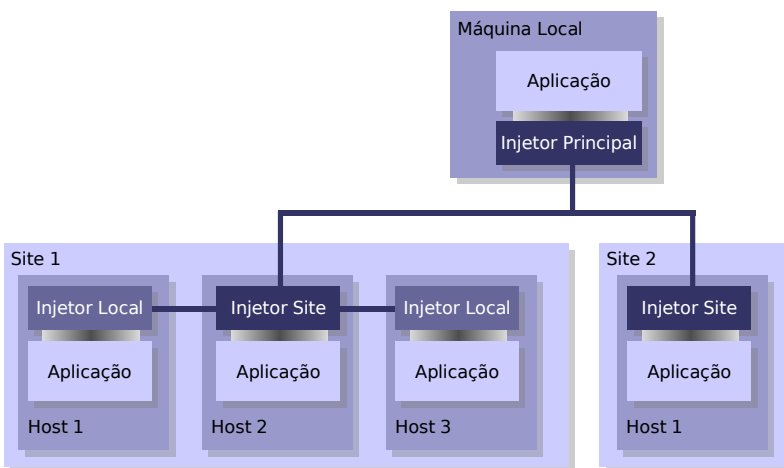 Máquina Local
Aplicação
Injetor Principal
Site 1
Site 2
Injetor Local
Injetor Site
Injetor Local
Injetor Site
Aplicação
Aplicação
Aplicação
Aplicação
Host 1
Host 2
Host 3
Host 1